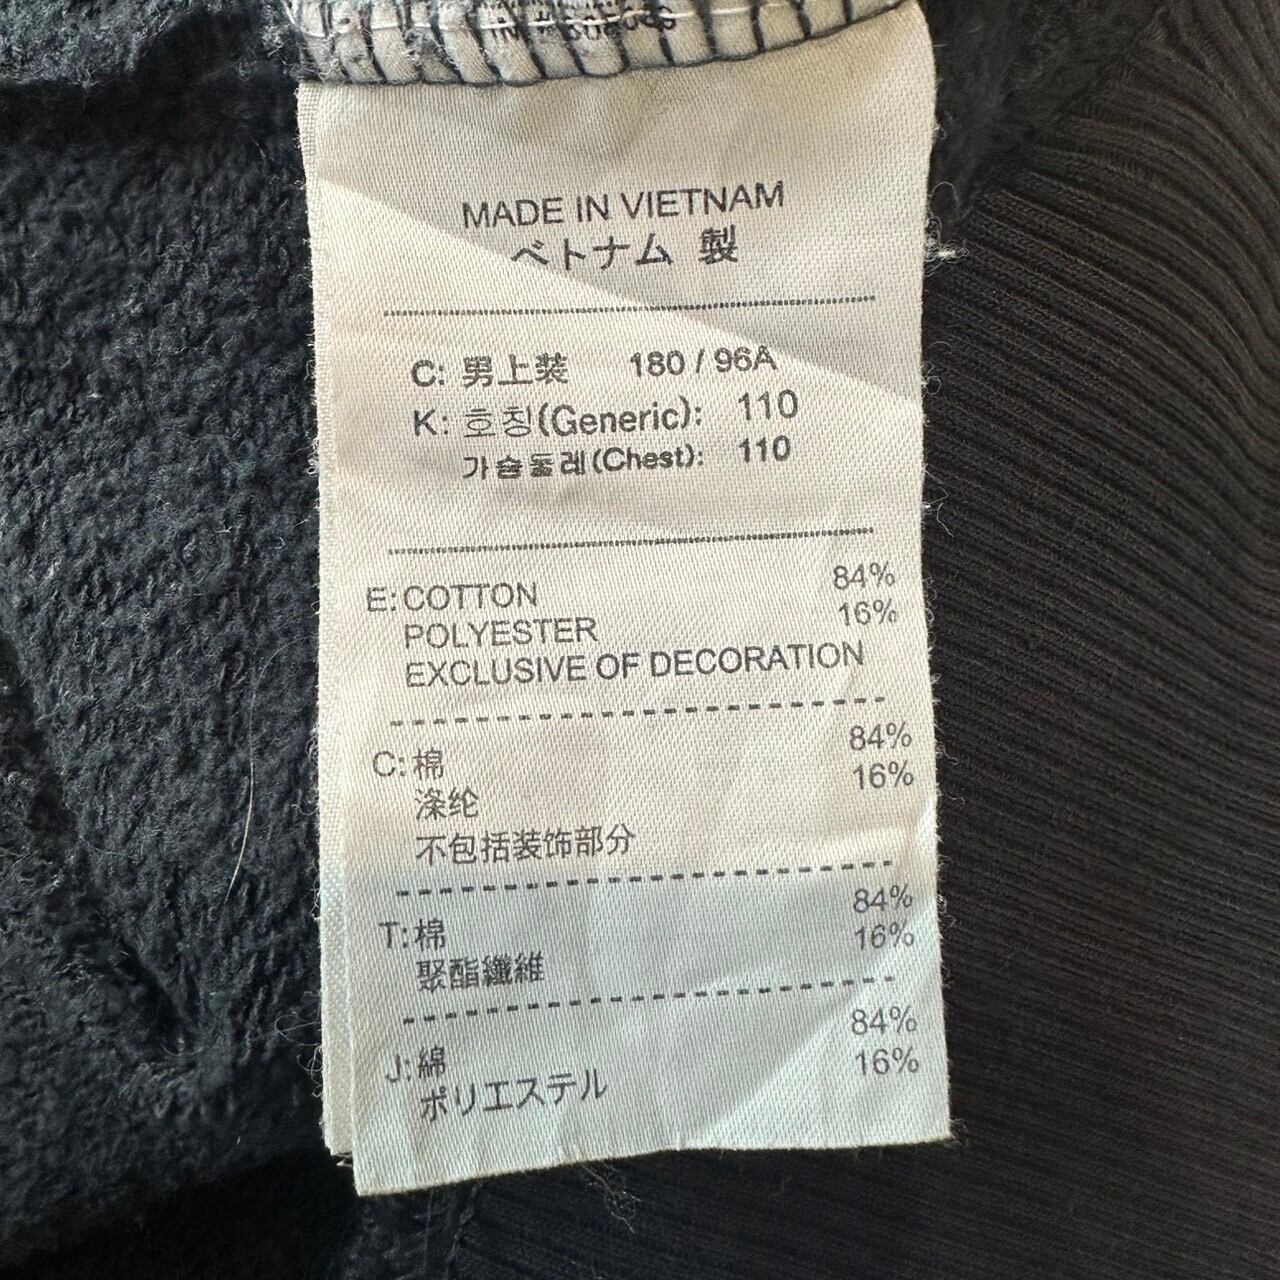 MADE IN VIETNAM
ベトナム 製
C: 男上装 180 / 96A
K: 호칭(Generic): 110
가슴둘레(Chest): 110
E: COTTON 84%
POLYESTER 16%
EXCLUSIVE OF DECORATION
C: 棉 84%
涤纶 16%
不包括装饰部分
T: 棉 84%
聚酯纖維 16%
J: 綿 84%
ポリエステル 16%